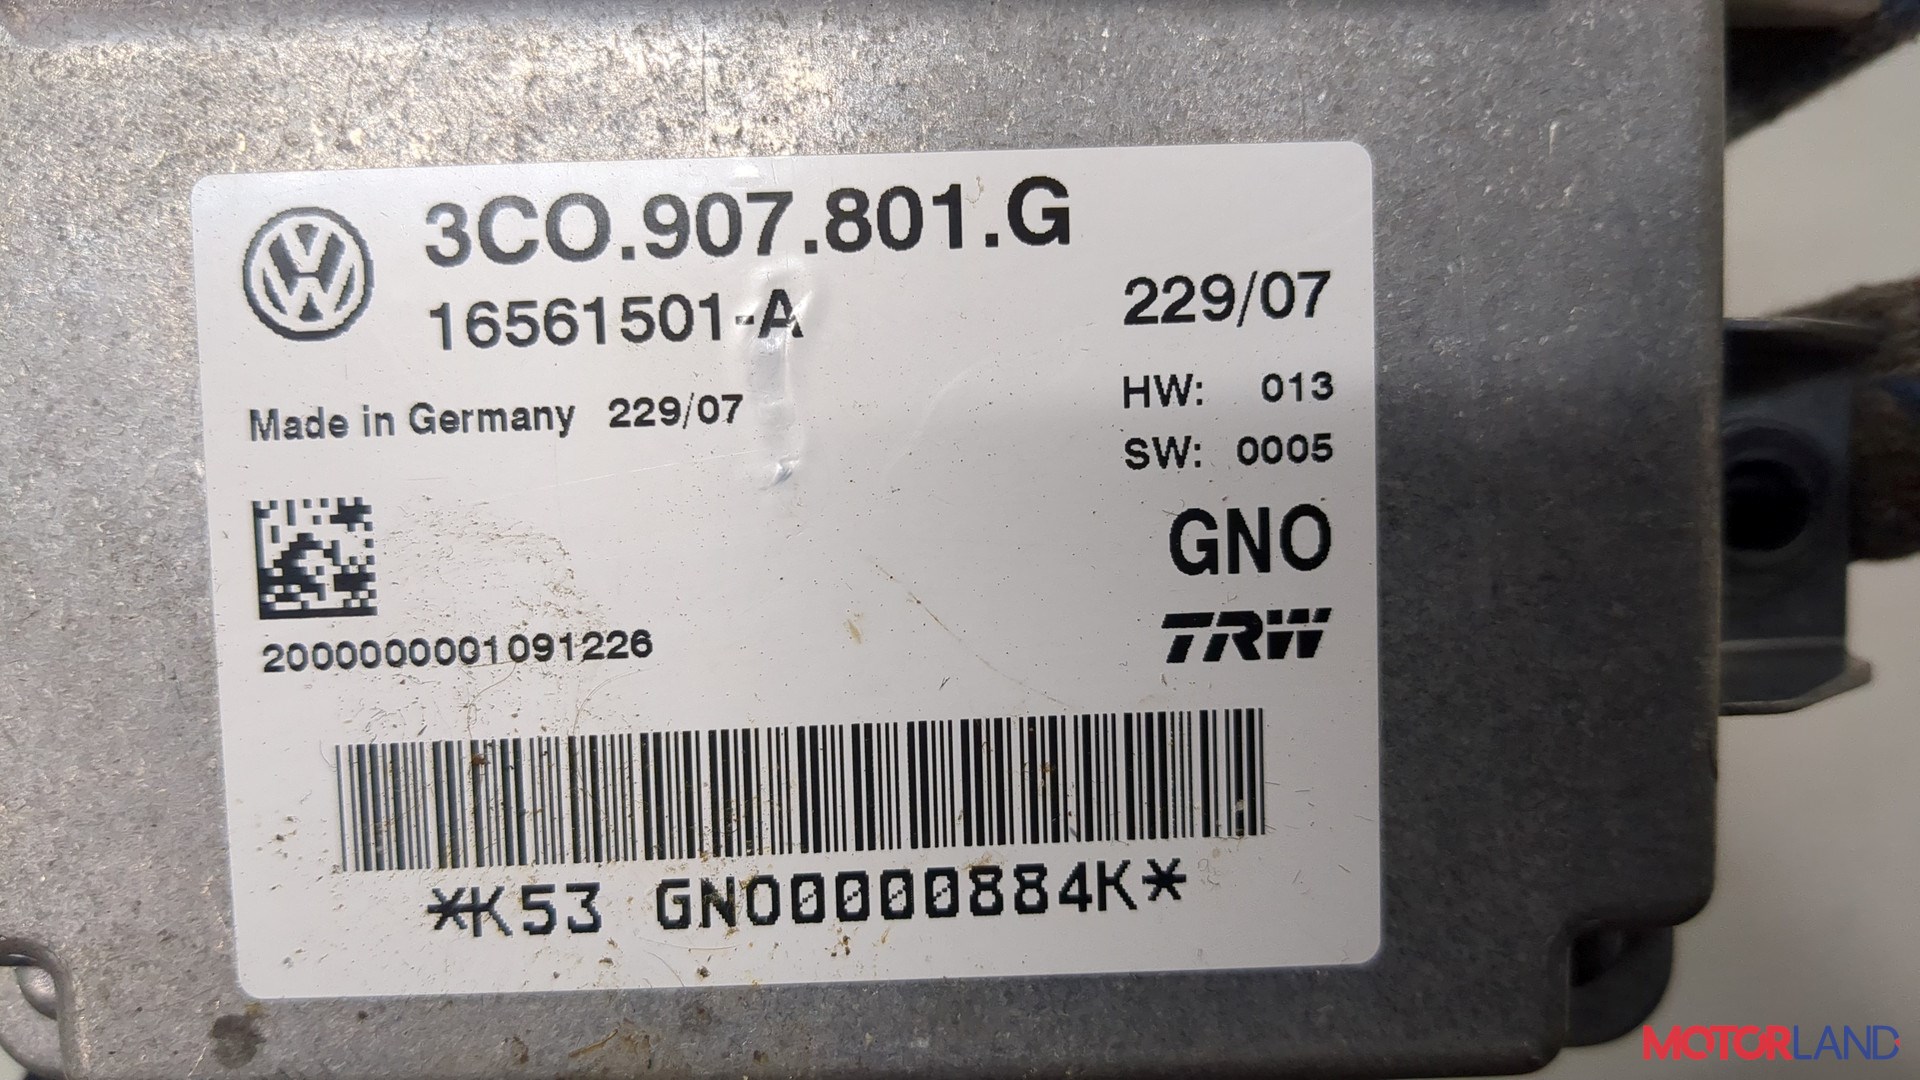 3CO.907.801.G
16561501-A
229/07
Made in Germany 229/07
HW: 013
SW: 0005
GNO
TRW
2000000001091226
*K53 GNO0000884K*
MOTORLAND